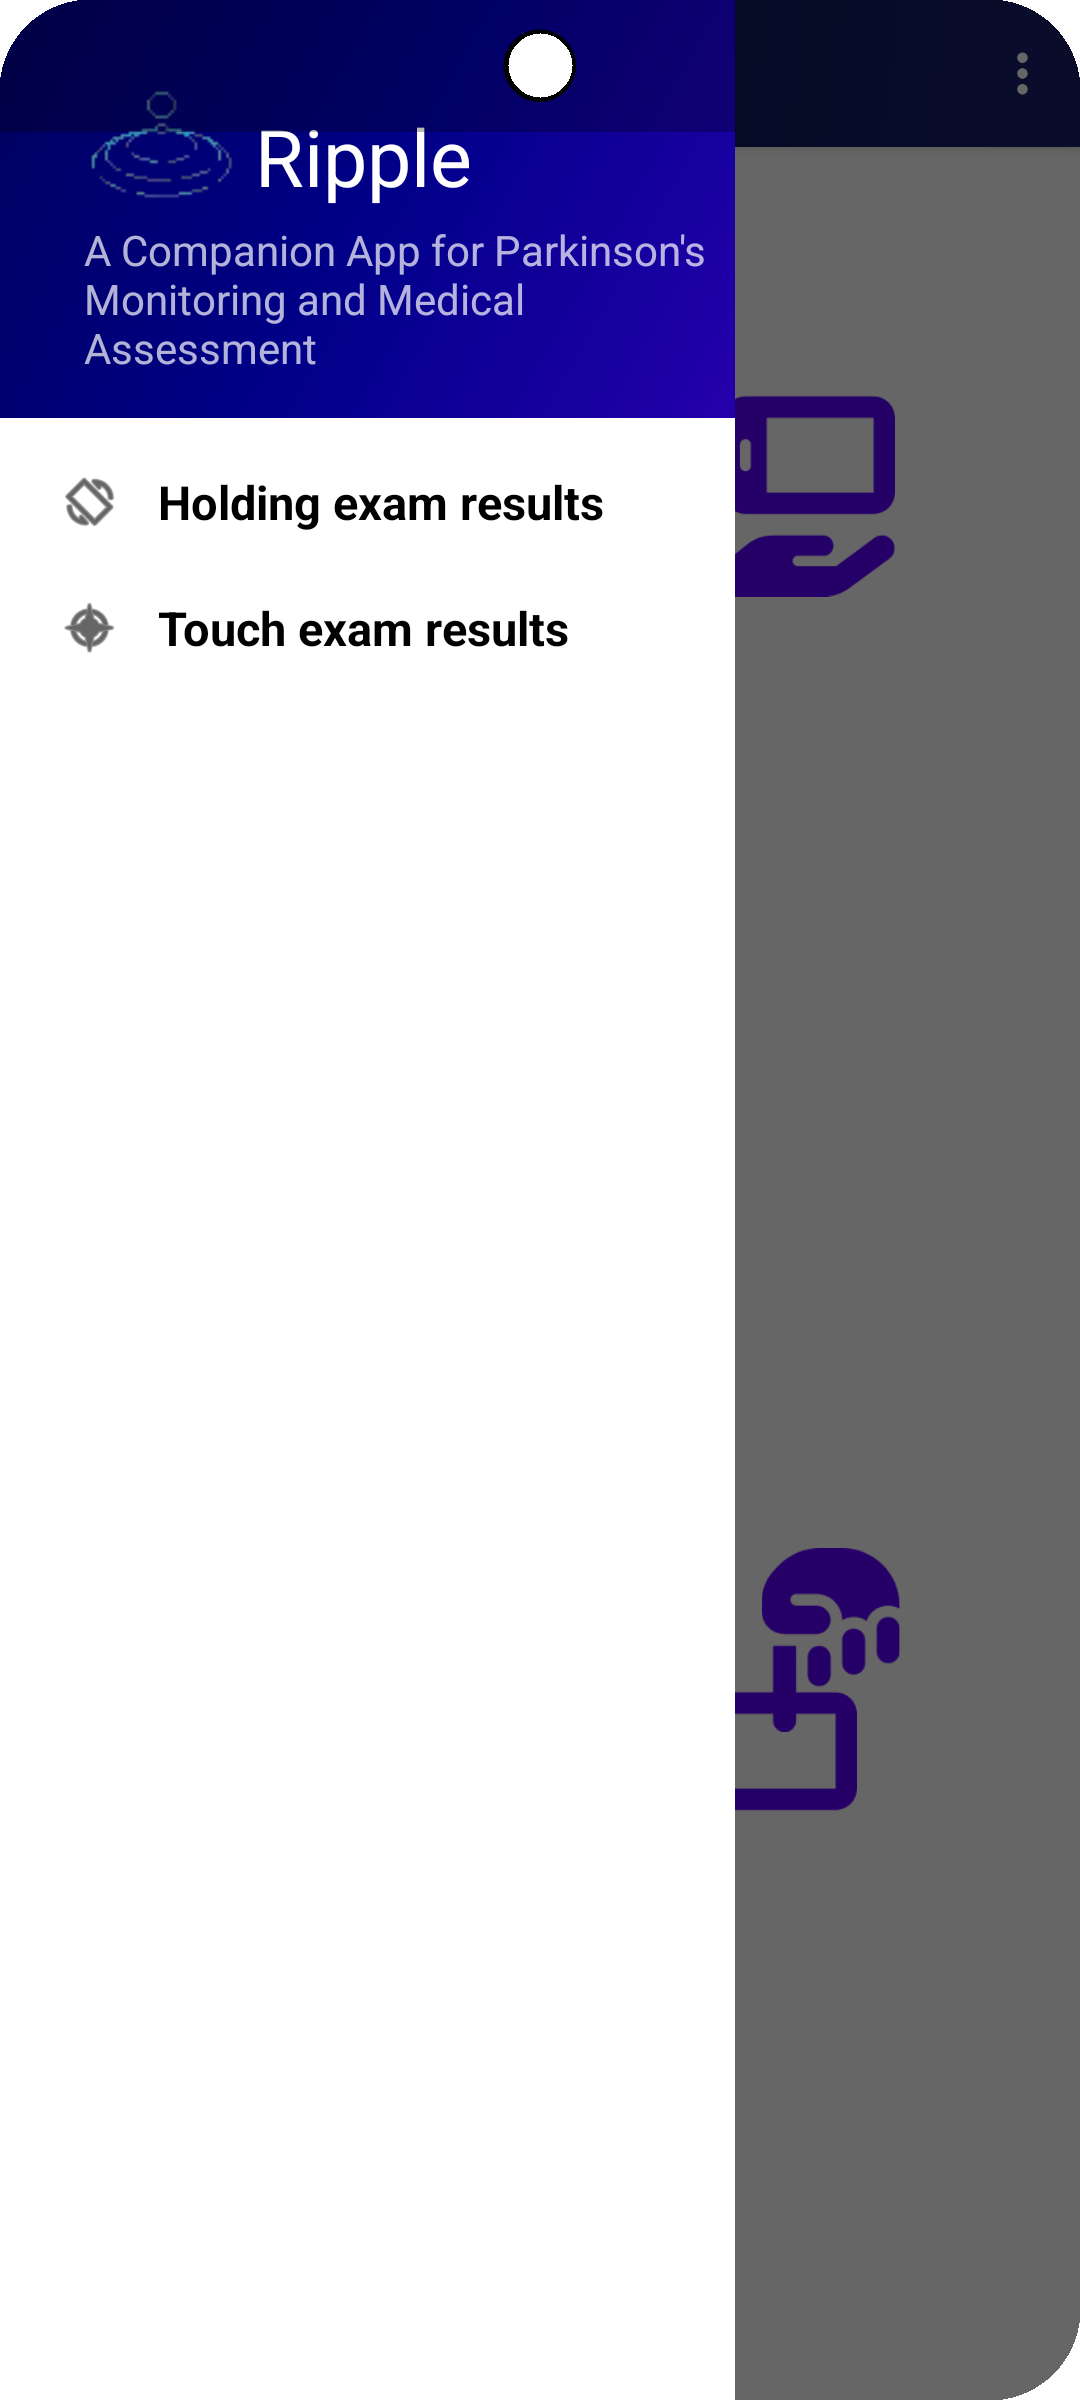 Ripple
A Companion App for Parkinson's
Monitoring and Medical
Assessment
Holding exam results
Touch exam results